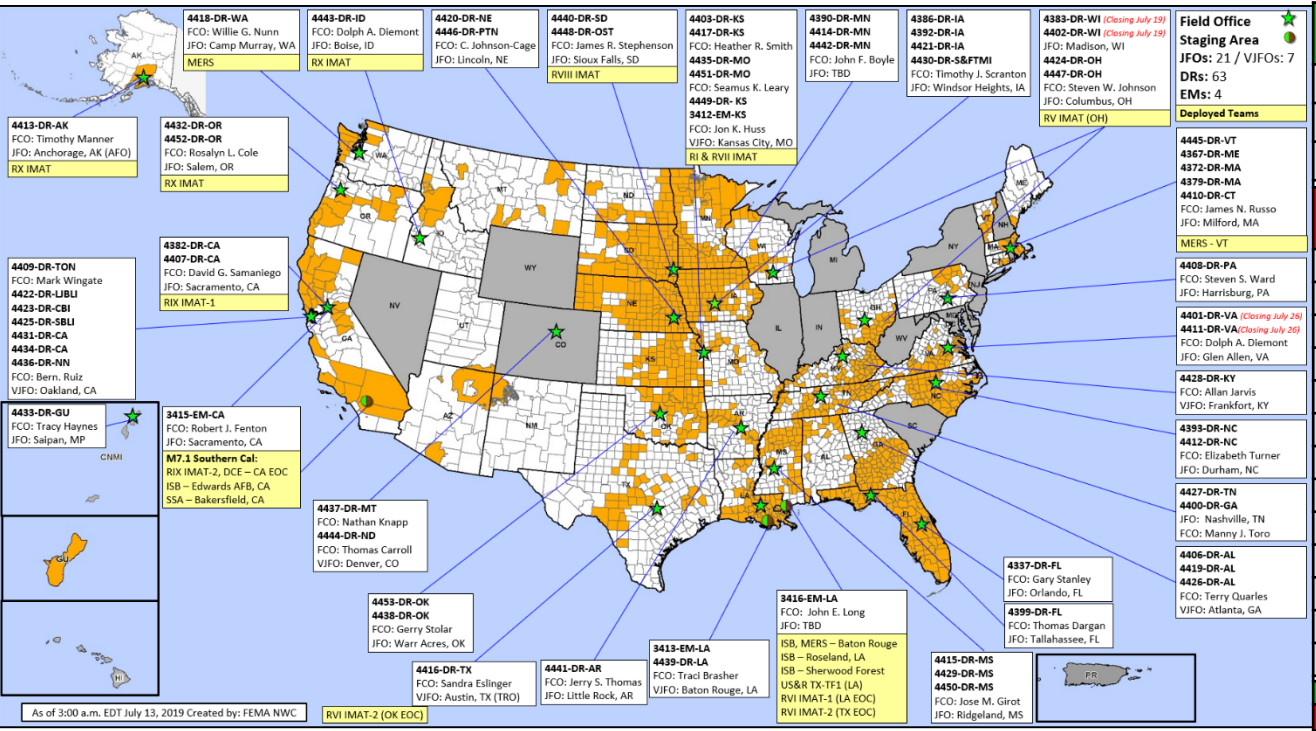 4418-DR-WA
FCO: Willie G. Nunn
JFO: Camp Murray, WA
MERS
4443-DR-ID
FCO: Dolph A. Diemont
JFO: Boise, ID
RX IMAT
4420-DR-NE
4446-DR-PTN
FCO: C. Johnson-Cage
JFO: Lincoln, NE
4440-DR-SD
4448-DR-OST
FCO: James R. Stephenson
JFO: Sioux Falls, SD
RVIII IMAT
4403-DR-KS
4417-DR-KS
FCO: Heather R. Smith
4435-DR-MO
4451-DR-MO
FCO: Seamus K. Leary
4449-DR- KS
3412-EM-KS
FCO: Jon K. Huss
VJFO: Kansas City, MO
RI & RVII IMAT
4390-DR-MN
4414-DR-MN
4442-DR-MN
FCO: John F. Boyle
JFO: TBD
4386-DR-IA
4392-DR-IA
4421-DR-IA
4430-DR-S&FTMI
FCO: Timothy J. Scranton
JFO: Windsor Heights, IA
4383-DR-WI (Closing July 19)
4402-DR-WI (Closing July 19)
JFO: Madison, WI
4424-DR-OH
4447-DR-OH
FCO: Steven W. Johnson
JFO: Columbus, OH
RV IMAT (OH)
Field Office
Staging Area
JFOs: 21 / VJFOs: 7
DRs: 63
EMs: 4
Deployed Teams
4413-DR-AK
FCO: Timothy Manner
JFO: Anchorage, AK (AFO)
RX IMAT
4432-DR-OR
4452-DR-OR
FCO: Rosalyn L. Cole
JFO: Salem, OR
RX IMAT
4445-DR-VT
4367-DR-ME
4372-DR-MA
4379-DR-MA
4410-DR-CT
FCO: James N. Russo
JFO: Milford, MA
MERS - VT
4382-DR-CA
4407-DR-CA
FCO: David G. Samaniego
JFO: Sacramento, CA
RIX IMAT-1
4409-DR-TON
FCO: Mark Wingate
4422-DR-LJBLI
4423-DR-CBI
4425-DR-SBLI
4431-DR-CA
4434-DR-CA
4436-DR-NN
FCO: Bern. Ruiz
VJFO: Oakland, CA
4408-DR-PA
FCO: Steven S. Ward
JFO: Harrisburg, PA
4401-DR-VA (Closing July 26)
4411-DR-VA(Closing July 26)
FCO: Dolph A. Diemont
JFO: Glen Allen, VA
4428-DR-KY
FCO: Allan Jarvis
VJFO: Frankfort, KY
4433-DR-GU
FCO: Tracy Haynes
JFO: Saipan, MP
CNMI
3415-EM-CA
FCO: Robert J. Fenton
JFO: Sacramento, CA
M7.1 Southern Cal:
RIX IMAT-2, DCE – CA EOC
ISB – Edwards AFB, CA
SSA – Bakersfield, CA
4393-DR-NC
4412-DR-NC
FCO: Elizabeth Turner
JFO: Durham, NC
4427-DR-TN
4400-DR-GA
JFO: Nashville, TN
FCO: Manny J. Toro
4437-DR-MT
FCO: Nathan Knapp
4444-DR-ND
FCO: Thomas Carroll
VJFO: Denver, CO
4406-DR-AL
4419-DR-AL
4426-DR-AL
FCO: Terry Quarles
VJFO: Atlanta, GA
4337-DR-FL
FCO: Gary Stanley
JFO: Orlando, FL
4399-DR-FL
FCO: Thomas Dargan
JFO: Tallahassee, FL
4453-DR-OK
4438-DR-OK
FCO: Gerry Stolar
JFO: Warr Acres, OK
4416-DR-TX
FCO: Sandra Eslinger
VJFO: Austin, TX (TRO)
RVI IMAT-2 (OK EOC)
4441-DR-AR
FCO: Jerry S. Thomas
JFO: Little Rock, AR
3413-EM-LA
4439-DR-LA
FCO: Traci Brasher
VJFO: Baton Rouge, LA
3416-EM-LA
FCO: John E. Long
JFO: TBD
ISB, MERS – Baton Rouge
ISB – Roseland, LA
ISB – Sherwood Forest
US&R TX-TF1 (LA)
RVI IMAT-1 (LA EOC)
RVI IMAT-2 (TX EOC)
4415-DR-MS
4429-DR-MS
4450-DR-MS
FCO: Jose M. Girot
JFO: Ridgeland, MS
As of 3:00 a.m. EDT July 13, 2019 Created by: FEMA NWC
AK
WA
MT
ND
MN
ME
OR
ID
SD
WI
VT
NH
NY
MA
CT
WY
MI
IA
PA
NJ
NV
NE
OH
UT
IL
IN
WV
VA
CA
CO
KS
MO
KY
AZ
NM
OK
AR
TN
NC
SC
MS
AL
GA
TX
LA
FL
GU
HI
PR